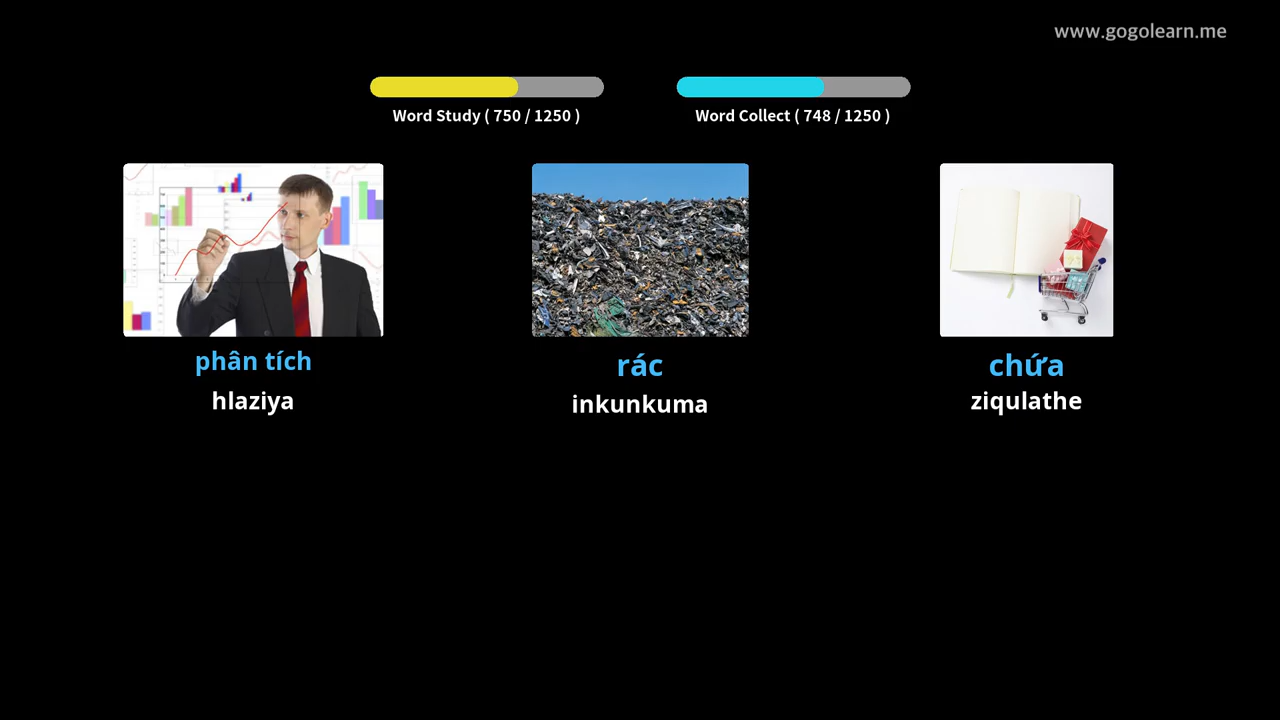 www.gogolearn.me
Word Study ( 750 / 1250 )
Word Collect ( 748 / 1250 )
phân tích
hlaziya
rác
inkunkuma
chứa
ziqulathe